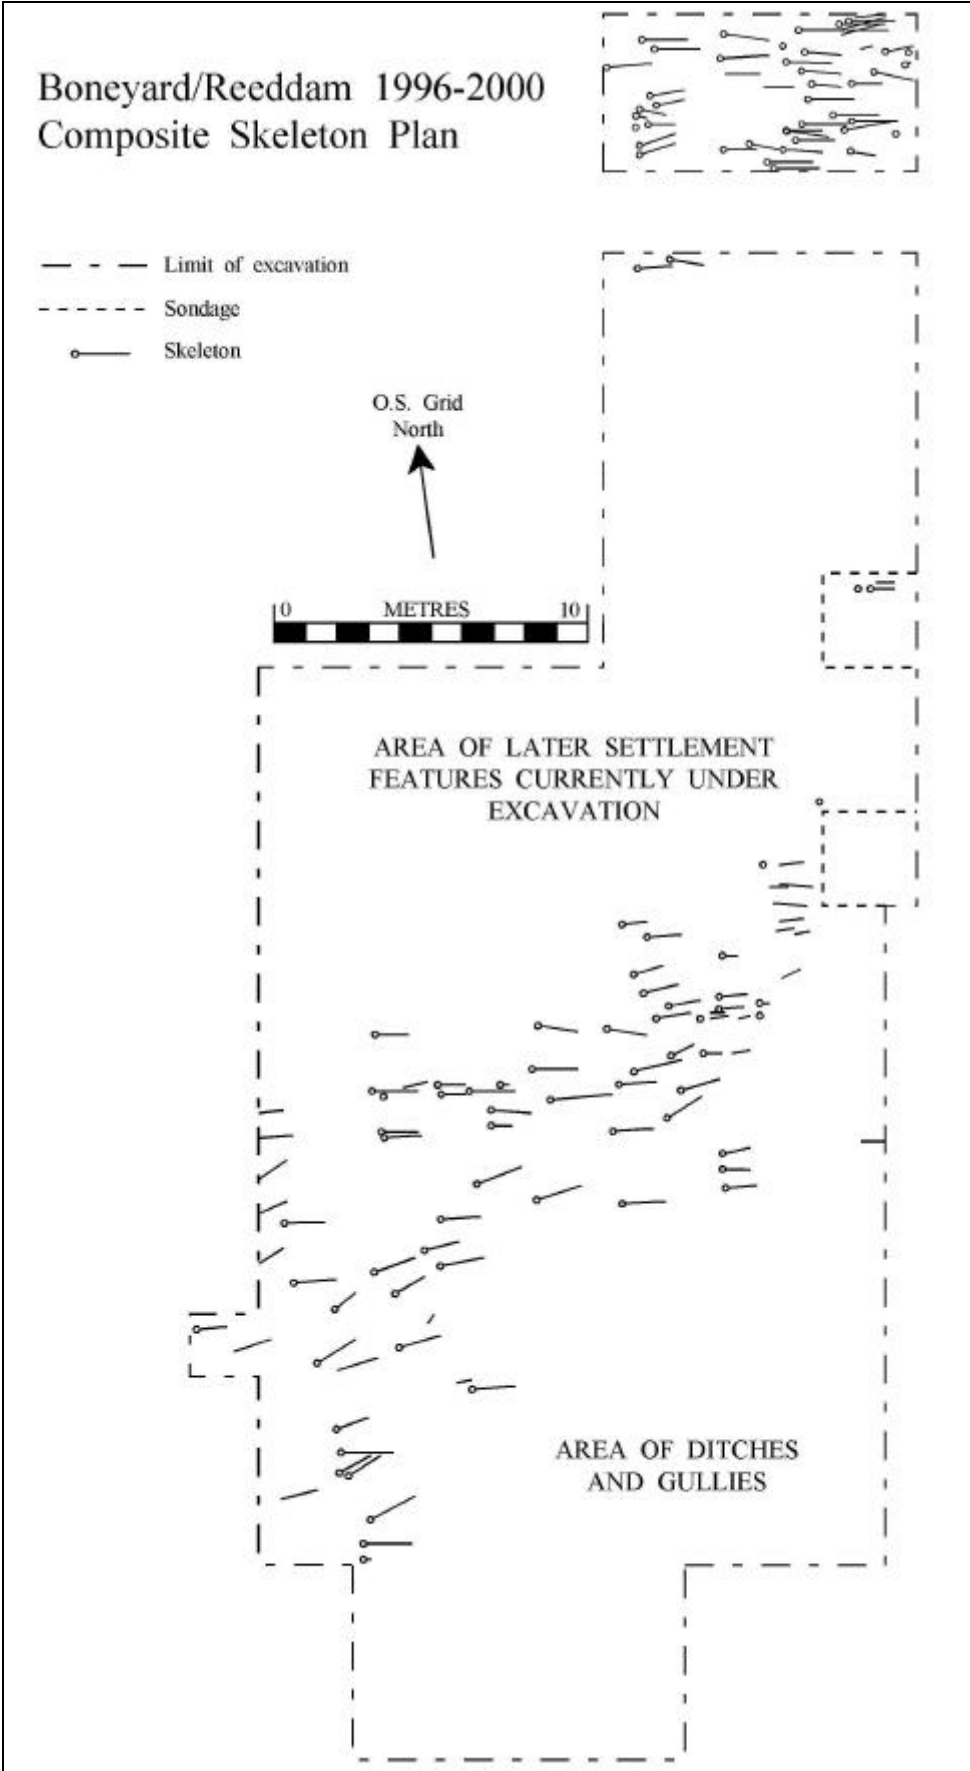 Boneyard/Reeddam 1996-2000
Composite Skeleton Plan
Limit of excavation
Sondage
Skeleton
O.S. Grid
North
0 METRES 10
AREA OF LATER SETTLEMENT
FEATURES CURRENTLY UNDER
EXCAVATION
AREA OF DITCHES
AND GULLIES